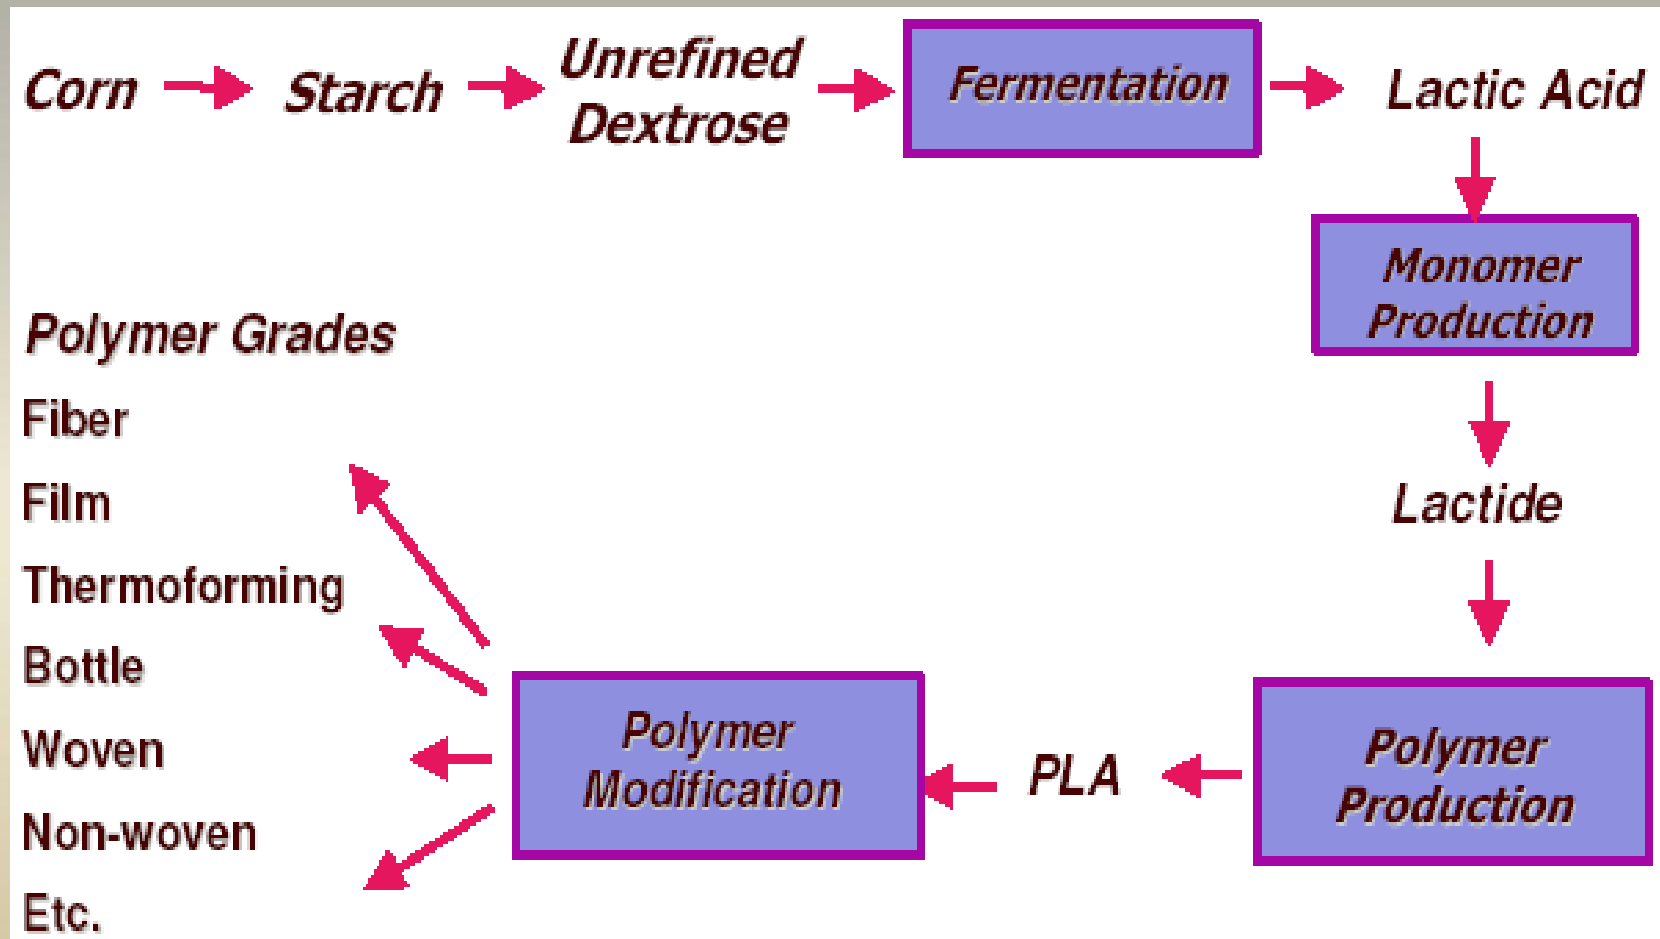 Corn
Starch
Unrefined
Dextrose
Fermentation
Lactic Acid
Monomer
Production
Lactide
Polymer
Production
PLA
Polymer
Modification
Polymer Grades
Fiber
Film
Thermoforming
Bottle
Woven
Non-woven
Etc.